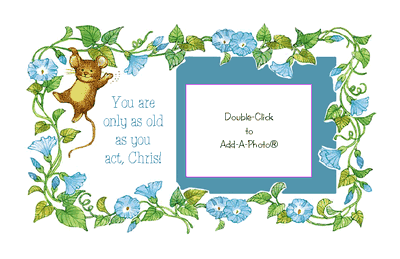 You are
only as old
as you
act, Chris!
Double-Click
to
Add-A-Photo®